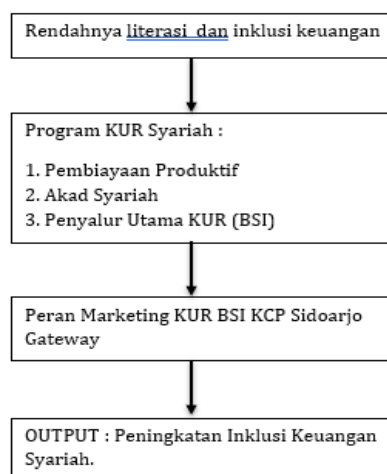 Rendahnya literasi dan inklusi keuangan
Program KUR Syariah :
1. Pembiayaan Produktif
2. Akad Syariah
3. Penyalur Utama KUR (BSI)
Peran Marketing KUR BSI KCP Sidoarjo
Gateway
OUTPUT : Peningkatan Inklusi Keuangan
Syariah.